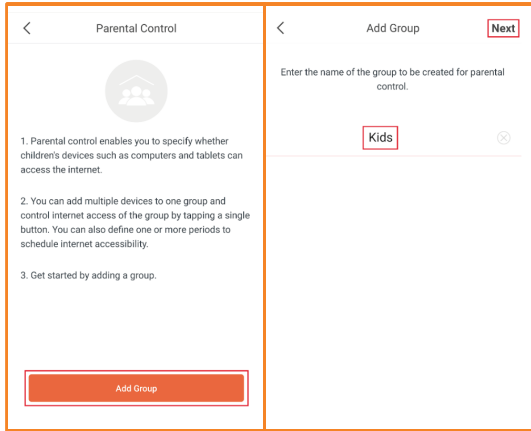 Parental Control
1. Parental control enables you to specify whether
children's devices such as computers and tablets can
access the internet.
2. You can add multiple devices to one group and
control internet access of the group by tapping a single
button. You can also define one or more periods to
schedule internet accessibility.
3. Get started by adding a group.
Add Group
Add Group
Next
Enter the name of the group to be created for parental
control.
Kids